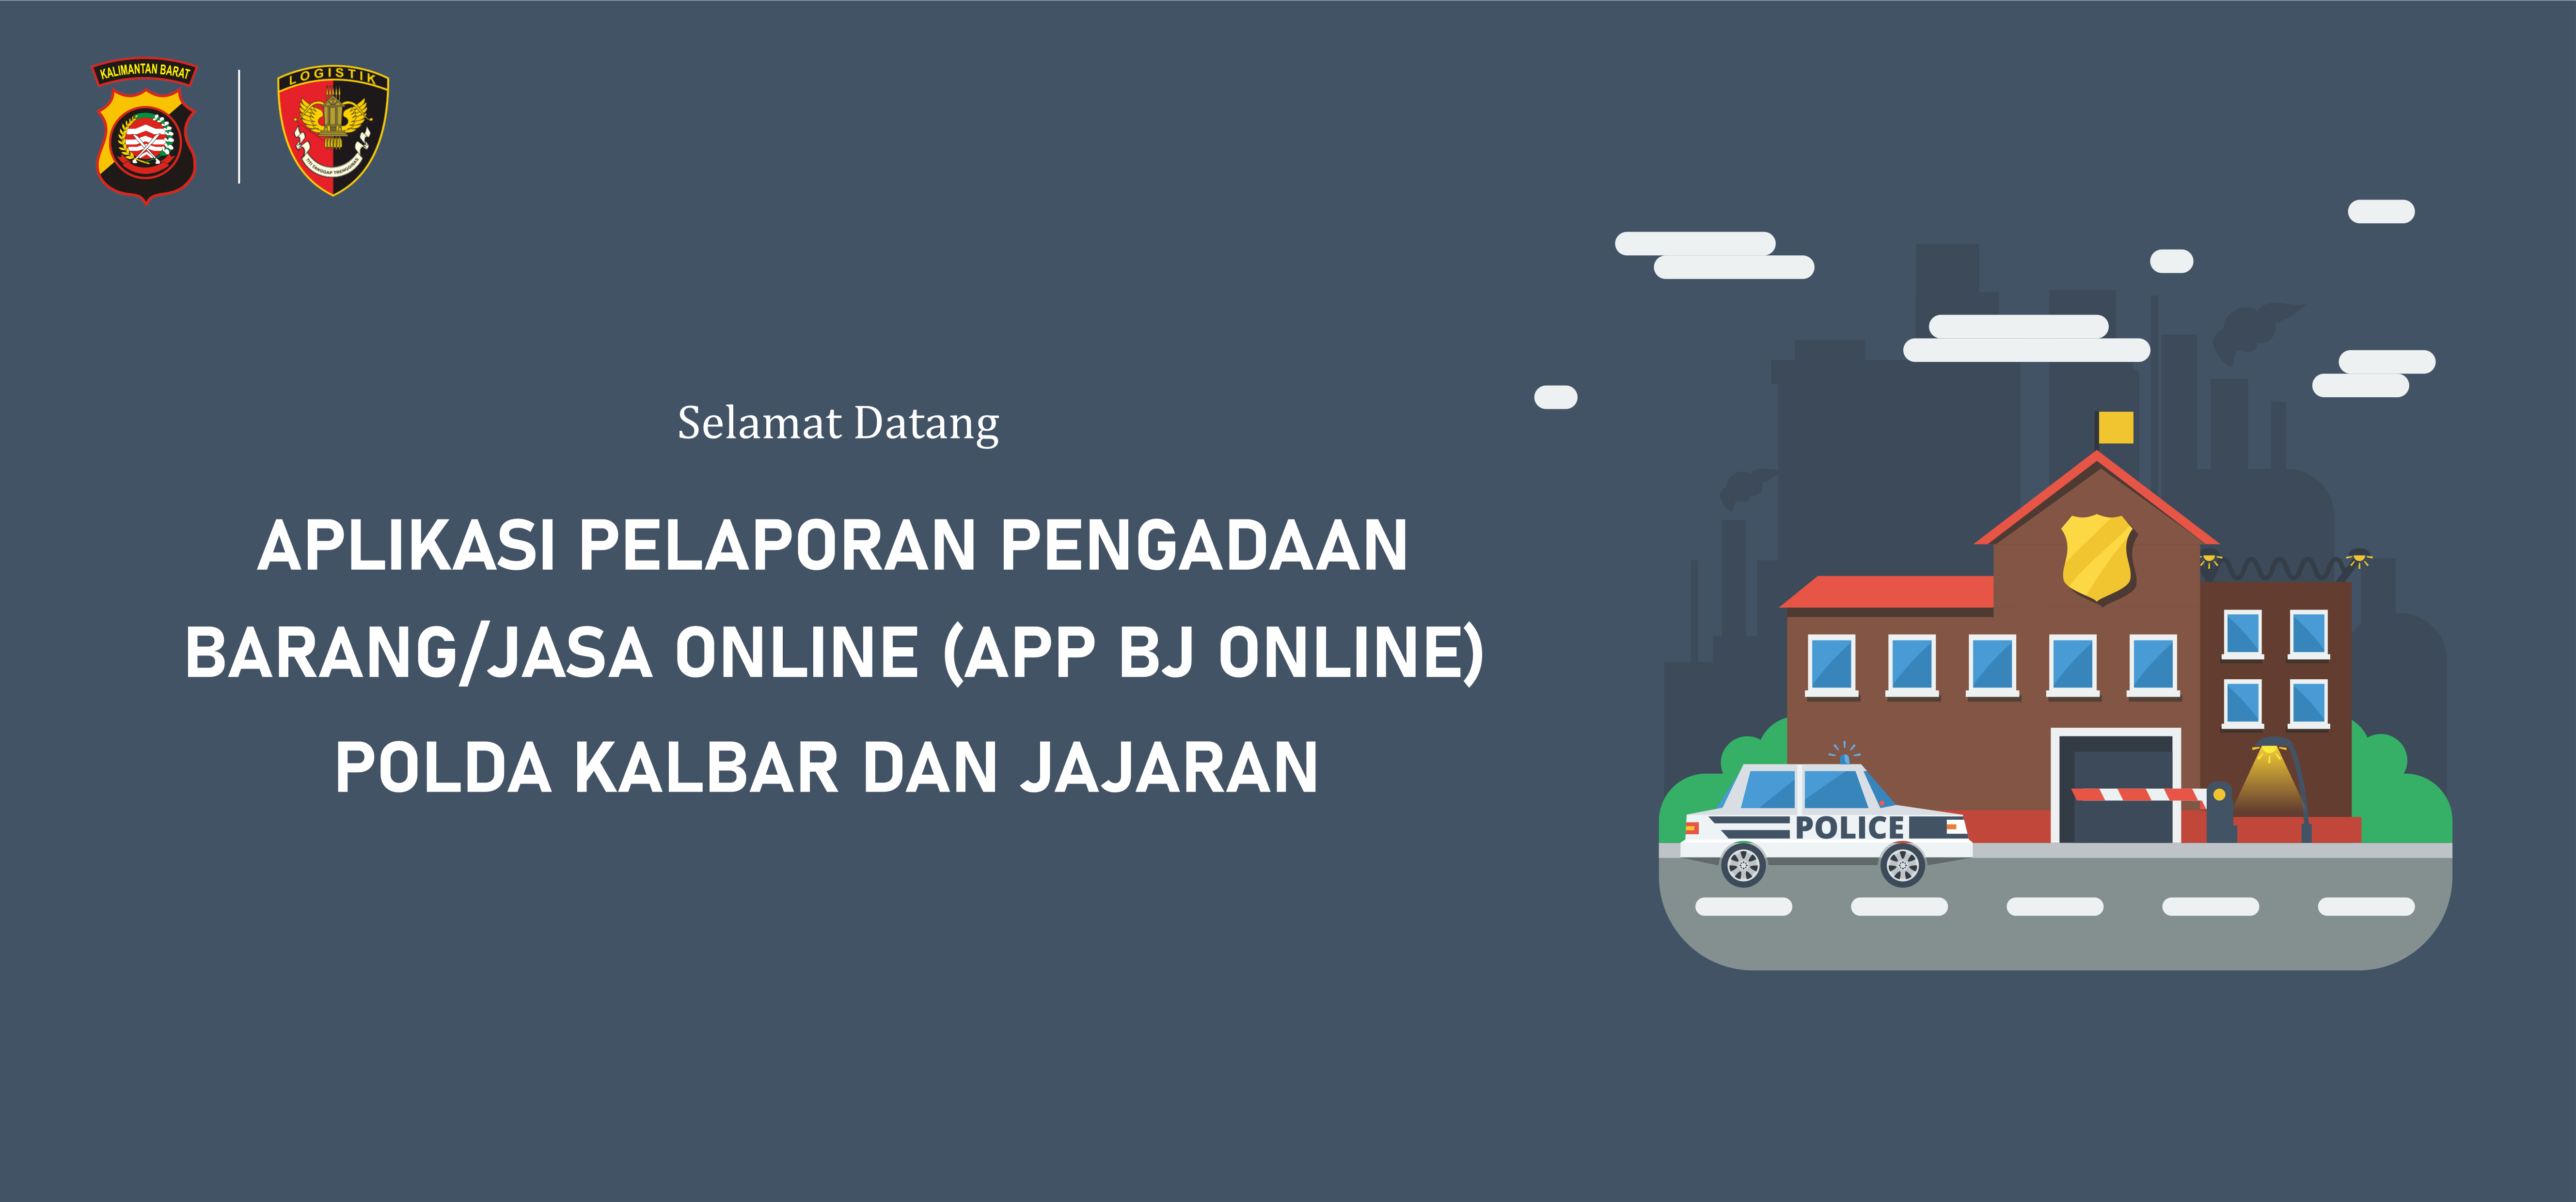 KALIMANTAN BARAT
LOGISTIK
Selamat Datang
APLIKASI PELAPORAN PENGADAAN
BARANG/JASA ONLINE (APP BJ ONLINE)
POLDA KALBAR DAN JAJARAN
POLICE